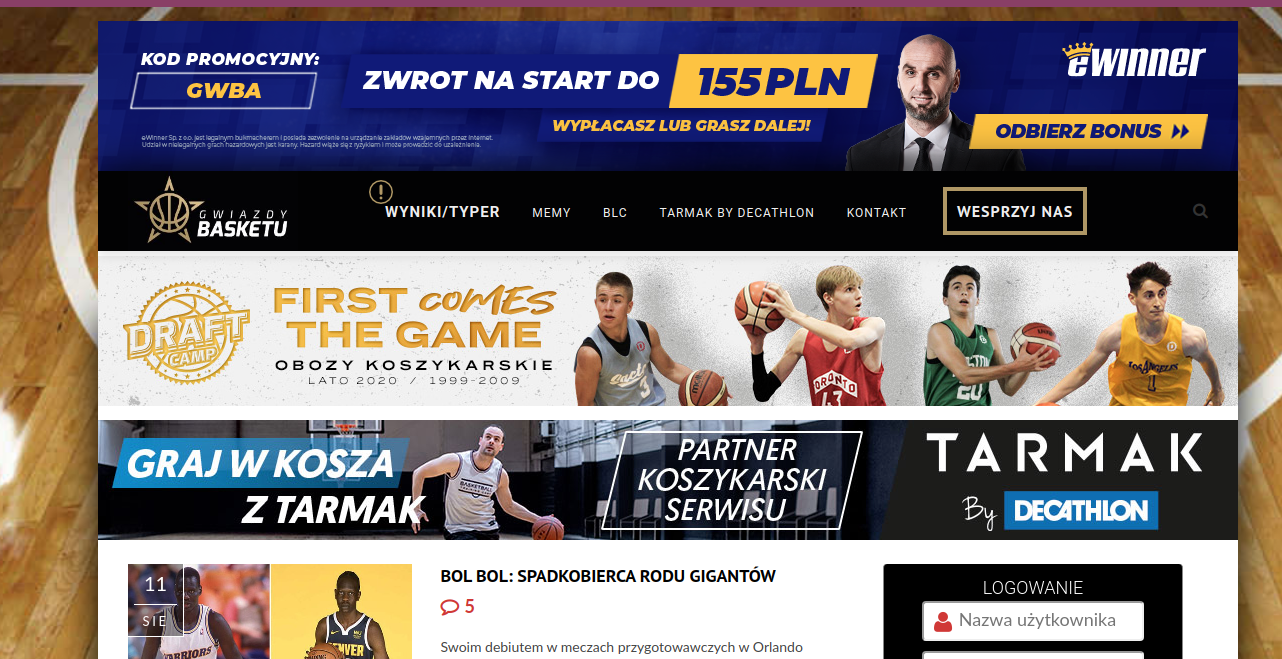 KOD PROMOCYJNY:
GWBA
ZWROT NA START DO 155 PLN
WYPŁACASZ LUB GRASZ DALEJ!
eWINNER
ODBIERZ BONUS
eWinner Sp. z o.o. jest legalnym bukmacherem i posiada zezwolenie na urządzanie zakładów wzajemnych przez Internet.
Udział w nielegalnych grach hazardowych jest karany. Hazard wiąże się z ryzykiem i może prowadzić do uzależnienia.
GWIAZDY
BASKETU
WYNIKI/TYPER MEMY BLC TARMAK BY DECATHLON KONTAKT WESPRZYJ NAS
DRAFT
CAMP
FIRST comes
THE GAME
OBOZY KOSZYKARSKIE
LATO 2020 / 1999-2009
TORONTO
LOS ANGELES
GRAJ W KOSZA
Z TARMAK
PARTNER
KOSZYKARSKI
SERWISU
TARMAK
By DECATHLON
11
SIE
BOL BOL: SPADKOBIERCA RODU GIGANTÓW
5
Swoim debiutem w meczach przygotowawczych w Orlando
LOGOWANIE
Nazwa użytkownika